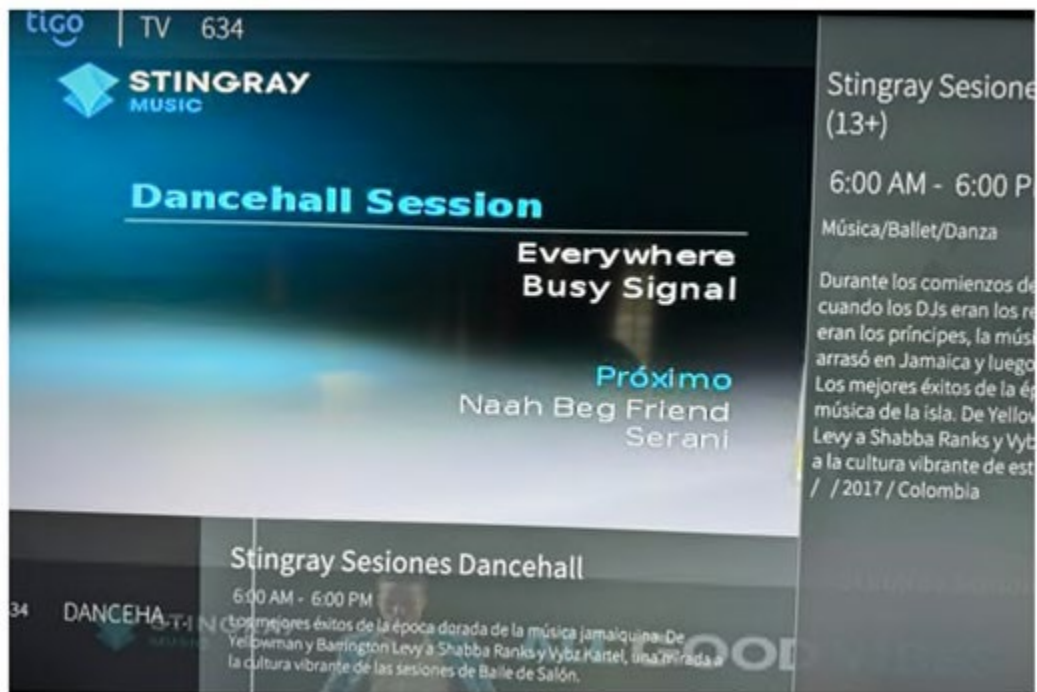 tigo TV 634
STINGRAY
MUSIC
Dancehall Session
Everywhere
Busy Signal
Próximo
Naah Beg Friend
Serani
Stingray Sesione
(13+)
6:00 AM - 6:00 P
Música/Ballet/Danza
Durante los comienzos de
cuando los DJs eran los re
eran los príncipes, la músi
arrasó en Jamaica y luego
Los mejores éxitos de la ép
música de la isla. De Yellow
Levy a Shabba Ranks y Vyb
a la cultura vibrante de est
/ / 2017 / Colombia
34 DANCEHA...
Stingray Sesiones Dancehall
6:00 AM - 6:00 PM
Los mejores éxitos de la época dorada de la música jamaiquina. De
Yellowman y Barrington Levy a Shabba Ranks y Vybz Kartel, una mirada a
la cultura vibrante de las sesiones de Baile de Salón.
STINGRAY
MUSIC
GOOD